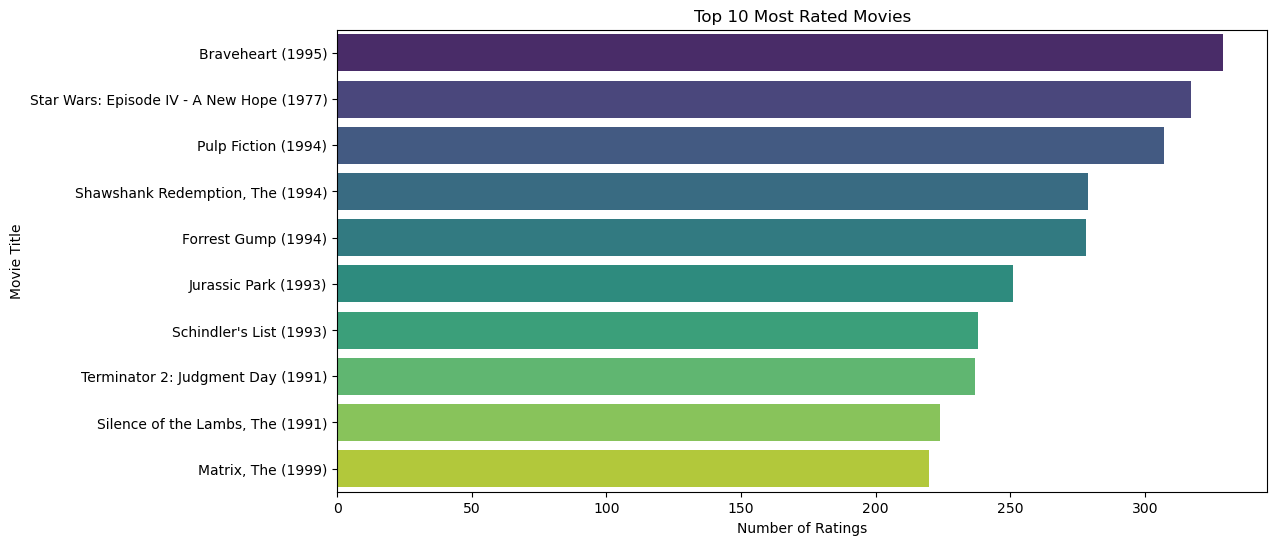 Top 10 Most Rated Movies
Movie Title
Braveheart (1995)
Star Wars: Episode IV - A New Hope (1977)
Pulp Fiction (1994)
Shawshank Redemption, The (1994)
Forrest Gump (1994)
Jurassic Park (1993)
Schindler's List (1993)
Terminator 2: Judgment Day (1991)
Silence of the Lambs, The (1991)
Matrix, The (1999)
0 50 100 150 200 250 300
Number of Ratings